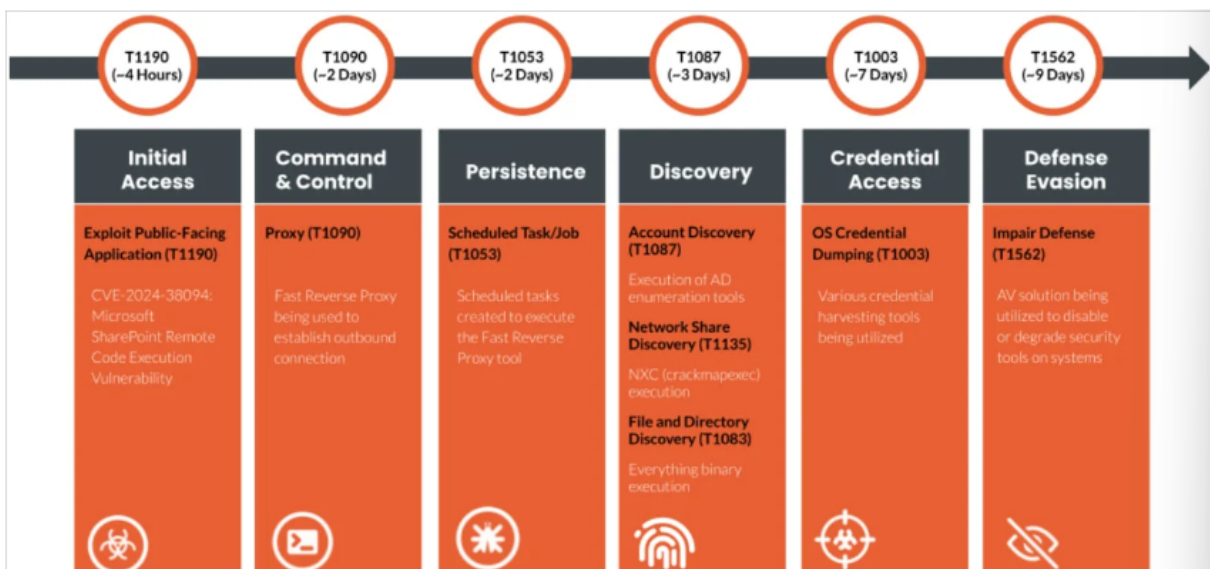 T1190
(~4 Hours)
T1090
(~2 Days)
T1053
(~2 Days)
T1087
(~3 Days)
T1003
(~7 Days)
T1562
(~9 Days)
Initial
Access
Exploit Public-Facing
Application (T1190)
CVE-2024-38094:
Microsoft
SharePoint Remote
Code Execution
Vulnerability
Command
& Control
Proxy (T1090)
Fast Reverse Proxy
being used to
establish outbound
connection
Persistence
Scheduled Task/Job
(T1053)
Scheduled tasks
created to execute
the Fast Reverse
Proxy tool
Discovery
Account Discovery
(T1087)
Execution of AD
enumeration tools
Network Share
Discovery (T1135)
NXC (crackmapexec)
execution
File and Directory
Discovery (T1083)
Everything binary
execution
Credential
Access
OS Credential
Dumping (T1003)
Various credential
harvesting tools
being utilized
Defense
Evasion
Impair Defense
(T1562)
AV solution being
utilized to disable
or degrade security
tools on systems